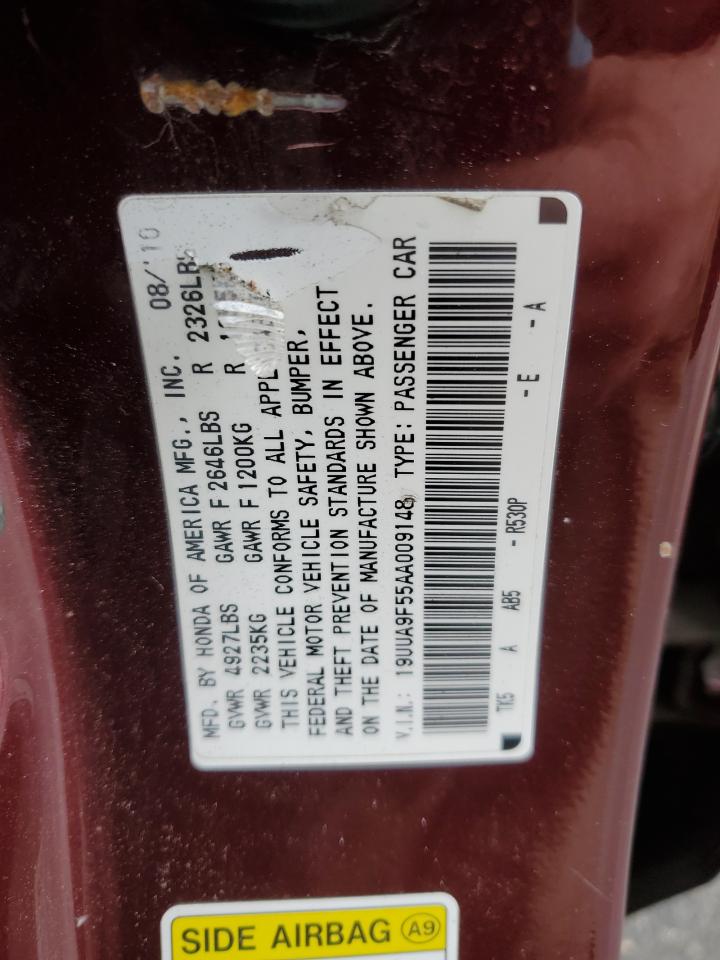 MFD. BY HONDA OF AMERICA MFG., INC. 08/'10
GVWR 4927LBS GAWR F 2646LBS R 2326LBS
GVWR 2235KG GAWR F 1200KG R
THIS VEHICLE CONFORMS TO ALL APPL
FEDERAL MOTOR VEHICLE SAFETY, BUMPER,
AND THEFT PREVENTION STANDARDS IN EFFECT
ON THE DATE OF MANUFACTURE SHOWN ABOVE.
V.I.N.: 19UUA9F55AA009148 TYPE: PASSENGER CAR
TK5 A AB5 - R530P - E - A
SIDE AIRBAG A9